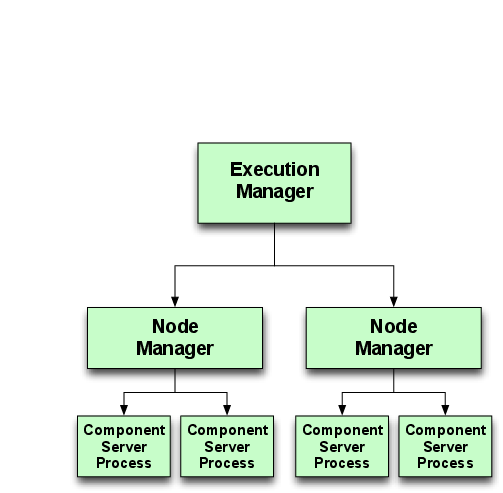 Execution
Manager
Node
Manager
Node
Manager
Component
Server
Process
Component
Server
Process
Component
Server
Process
Component
Server
Process